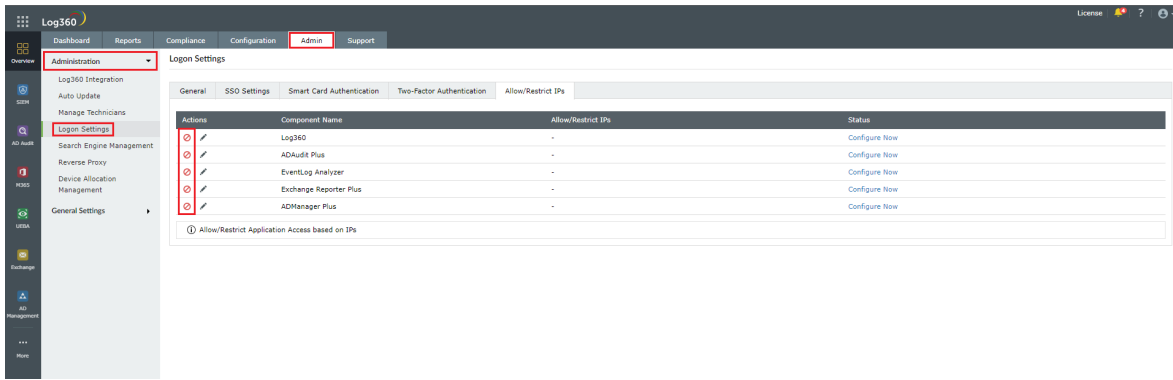 License
Log360
Dashboard Reports Compliance Configuration Admin Support
Overview
SIEM
AD Audit
M365
UEBA
Exchange
AD
Management
More
Administration
Log360 Integration
Auto Update
Manage Technicians
Logon Settings
Search Engine Management
Reverse Proxy
Device Allocation
Management
General Settings
Logon Settings
General SSO Settings Smart Card Authentication Two-Factor Authentication Allow/Restrict IPs
Actions Component Name Allow/Restrict IPs Status
Log360 - Configure Now
ADAudit Plus - Configure Now
EventLog Analyzer - Configure Now
Exchange Reporter Plus - Configure Now
ADManager Plus - Configure Now
Allow/Restrict Application Access based on IPs